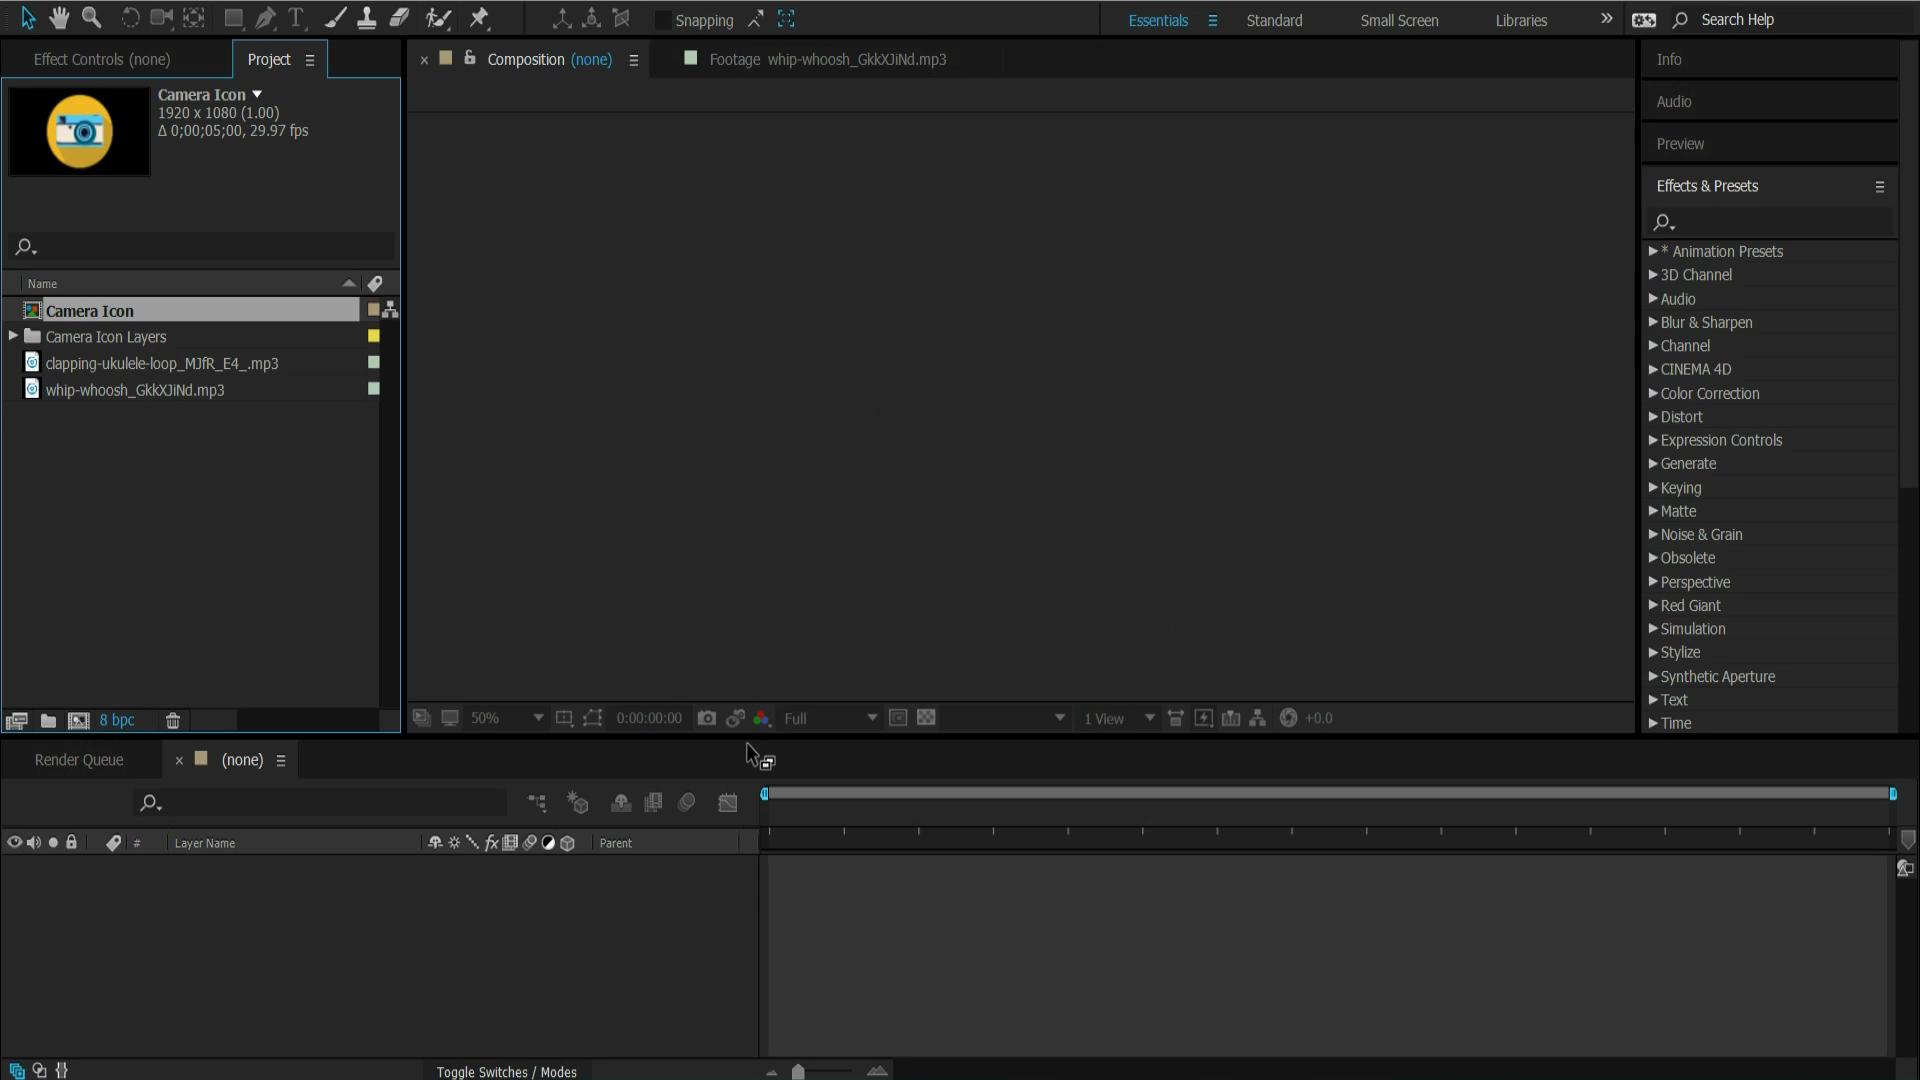 Snapping
Essentials
Standard
Small Screen
Libraries
Search Help
Effect Controls (none)
Project
Composition (none)
Footage whip-whoosh_GkkXJiNd.mp3
Info
Camera Icon
1920 x 1080 (1.00)
Δ 0;00;05;00, 29.97 fps
Audio
Preview
Effects & Presets
Name
Camera Icon
Camera Icon Layers
clapping-ukulele-loop_MJfR_E4_.mp3
whip-whoosh_GkkXJiNd.mp3
* Animation Presets
3D Channel
Audio
Blur & Sharpen
Channel
CINEMA 4D
Color Correction
Distort
Expression Controls
Generate
Keying
Matte
Noise & Grain
Obsolete
Perspective
Red Giant
Simulation
Stylize
Synthetic Aperture
Text
Time
8 bpc
50%
0:00:00:00
Full
1 View
+0.0
Render Queue
(none)
# Layer Name
fx
Parent
Toggle Switches / Modes